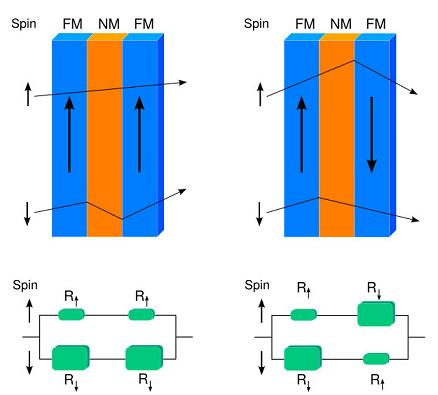 Spin FM NM FM
Spin FM NM FM
Spin
R↑ R↑
R↓ R↓
Spin
R↑ R↓
R↓ R↑